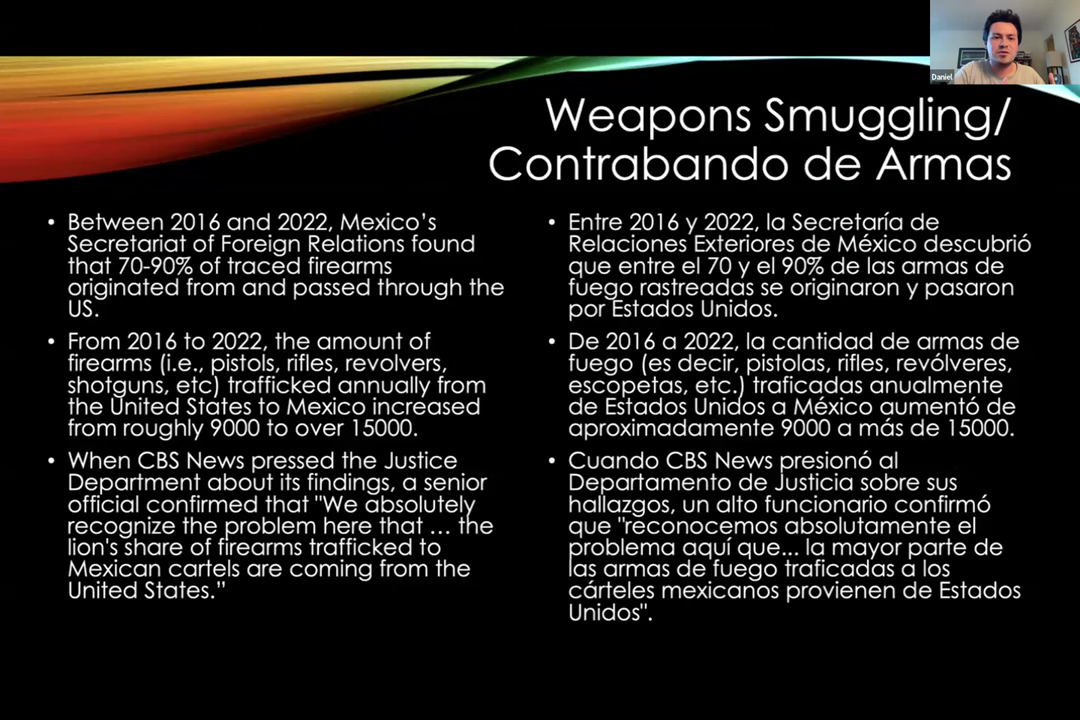 Daniel
Weapons Smuggling/
Contrabando de Armas
• Between 2016 and 2022, Mexico’s
Secretariat of Foreign Relations found
that 70-90% of traced firearms
originated from and passed through the
US.
• From 2016 to 2022, the amount of
firearms (i.e., pistols, rifles, revolvers,
shotguns, etc) trafficked annually from
the United States to Mexico increased
from roughly 9000 to over 15000.
• When CBS News pressed the Justice
Department about its findings, a senior
official confirmed that "We absolutely
recognize the problem here that … the
lion's share of firearms trafficked to
Mexican cartels are coming from the
United States.”
• Entre 2016 y 2022, la Secretaría de
Relaciones Exteriores de México descubrió
que entre el 70 y el 90% de las armas de
fuego rastreadas se originaron y pasaron
por Estados Unidos.
• De 2016 a 2022, la cantidad de armas de
fuego (es decir, pistolas, rifles, revólveres,
escopetas, etc.) traficadas anualmente
de Estados Unidos a México aumentó de
aproximadamente 9000 a más de 15000.
• Cuando CBS News presionó al
Departamento de Justicia sobre sus
hallazgos, un alto funcionario confirmó
que "reconocemos absolutamente el
problema aquí que... la mayor parte de
las armas de fuego traficadas a los
cárteles mexicanos provienen de Estados
Unidos".